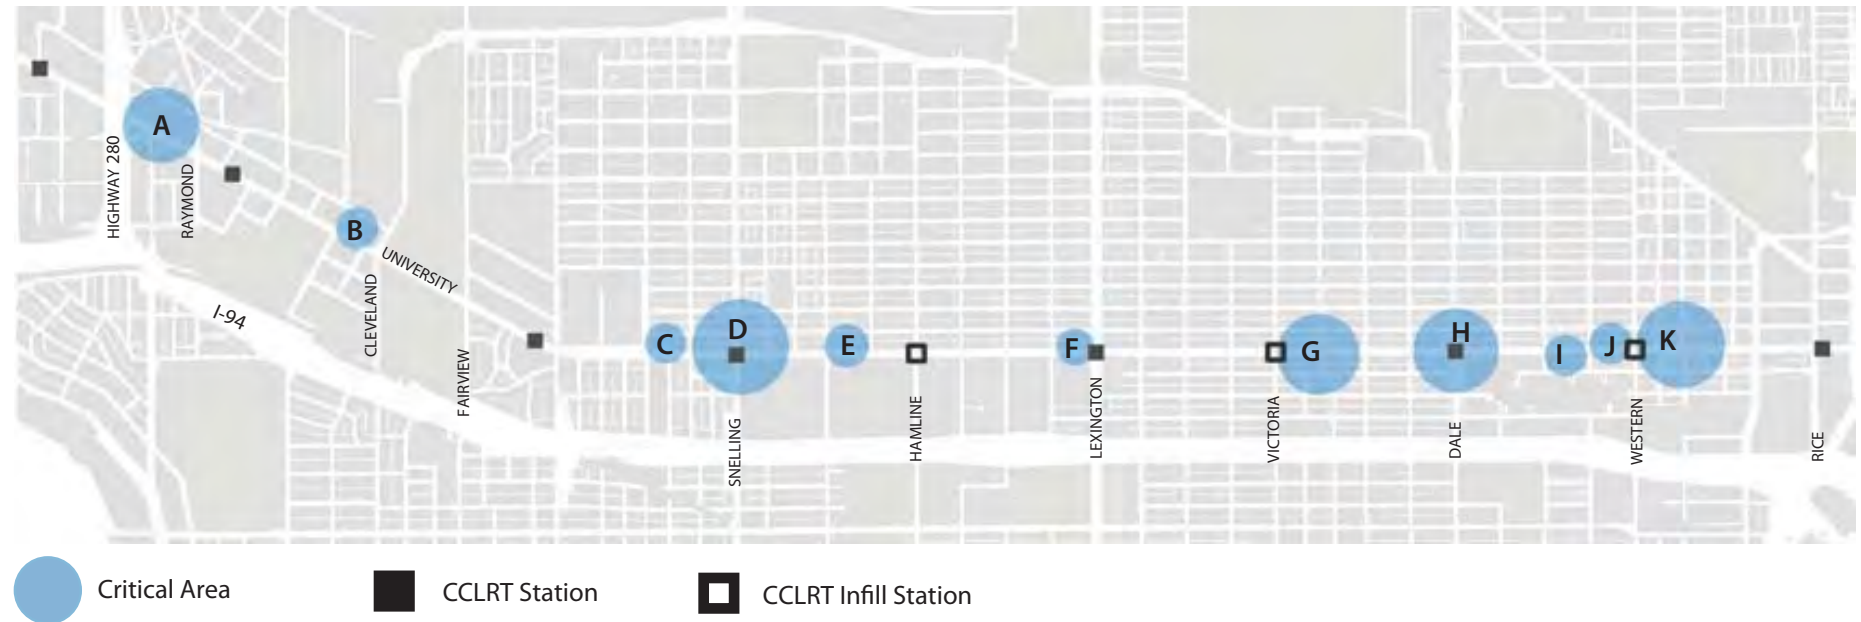 A
HIGHWAY 280
RAYMOND
B
UNIVERSITY
CLEVELAND
I-94
FAIRVIEW
C
D
E
F
G
H
I
J
K
SNELLING
HAMLINE
LEXINGTON
VICTORIA
DALE
WESTERN
RICE
Critical Area
CCLRT Station
CCLRT Infill Station